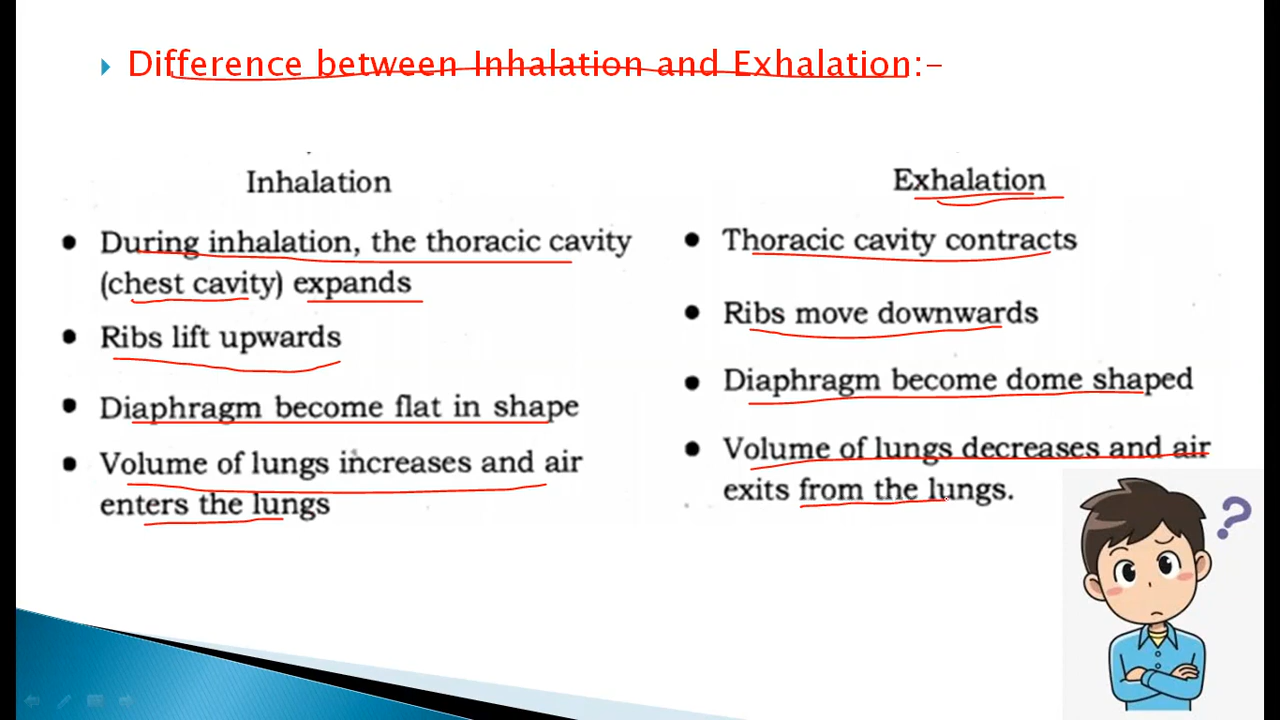 Difference between Inhalation and Exhalation:-
Inhalation
• During inhalation, the thoracic cavity
(chest cavity) expands
• Ribs lift upwards
• Diaphragm become flat in shape
• Volume of lungs increases and air
enters the lungs
Exhalation
• Thoracic cavity contracts
• Ribs move downwards
• Diaphragm become dome shaped
• Volume of lungs decreases and air
exits from the lungs.
?